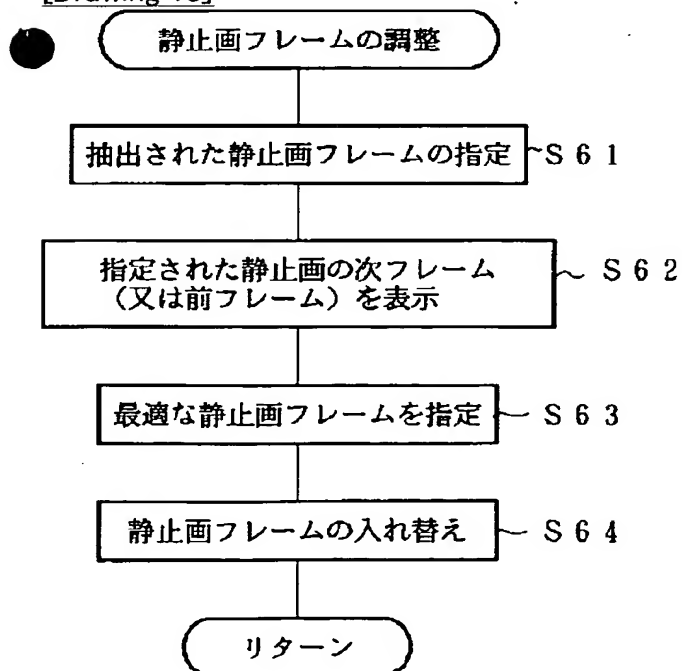 静止画フレームの調整
抽出された静止画フレームの指定 S61
指定された静止画の次フレーム
（又は前フレーム）を表示 S62
最適な静止画フレームを指定 S63
静止画フレームの入れ替え S64
リターン